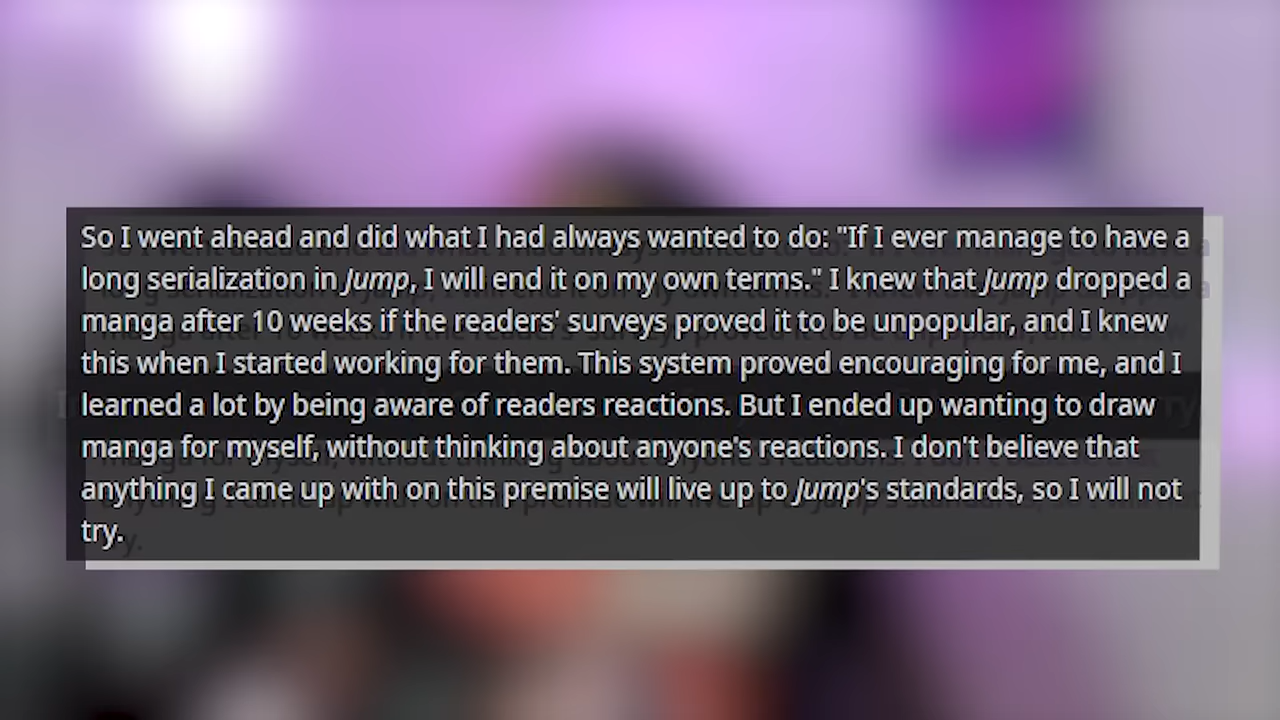 So I went ahead and did what I had always wanted to do: "If I ever manage to have a
long serialization in Jump, I will end it on my own terms." I knew that Jump dropped a
manga after 10 weeks if the readers' surveys proved it to be unpopular, and I knew
this when I started working for them. This system proved encouraging for me, and I
learned a lot by being aware of readers reactions. But I ended up wanting to draw
manga for myself, without thinking about anyone's reactions. I don't believe that
anything I came up with on this premise will live up to Jump's standards, so I will not
try.